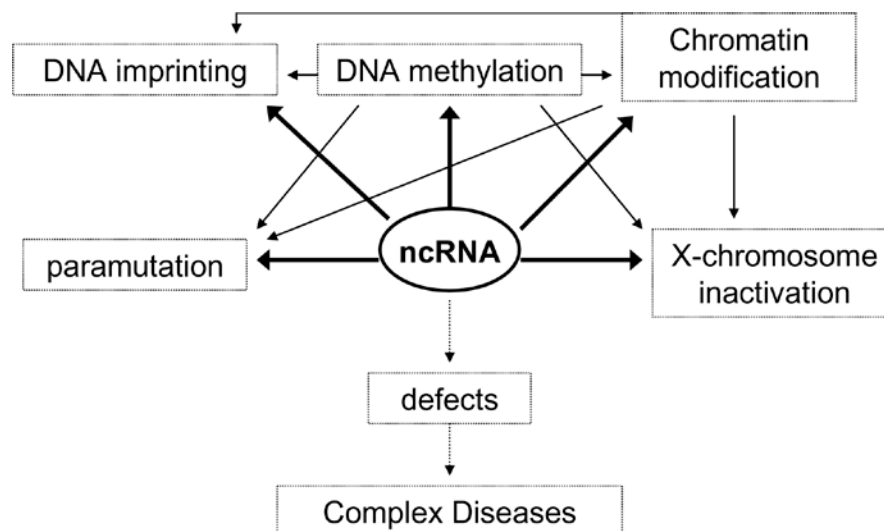 DNA imprinting
DNA methylation
Chromatin
modification
paramutation
ncRNA
X-chromosome
inactivation
defects
Complex Diseases